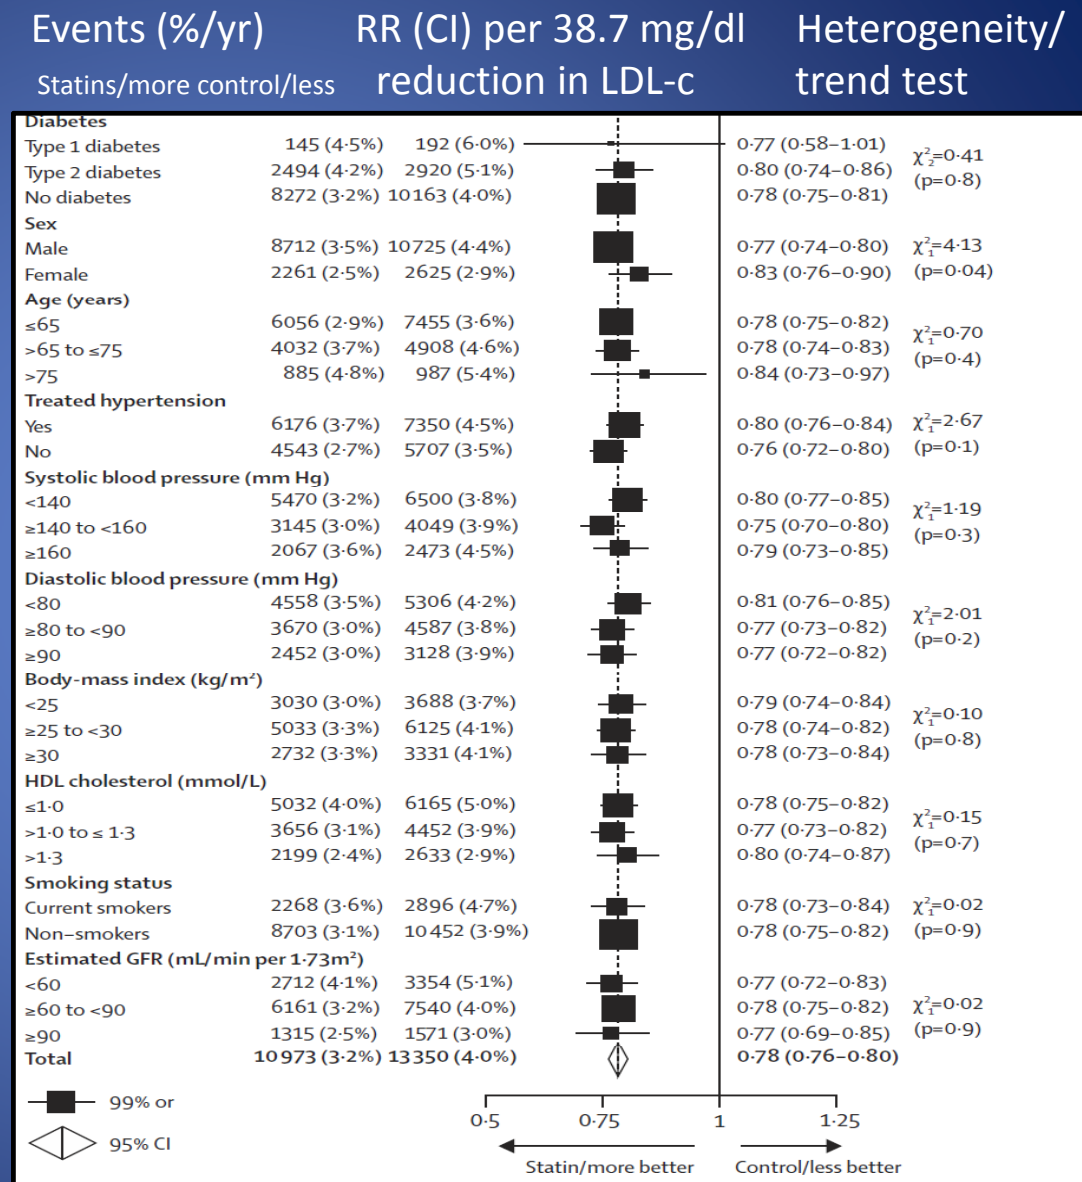 Events (%/yr) RR (CI) per 38.7 mg/dl Heterogeneity/
Statins/more control/less reduction in LDL-c trend test
Diabetes
Type 1 diabetes 145 (4·5%) 192 (6·0%) 0·77 (0·58–1·01) χ²₂=0·41
Type 2 diabetes 2494 (4·2%) 2920 (5·1%) 0·80 (0·74–0·86) (p=0·8)
No diabetes 8272 (3·2%) 10163 (4·0%) 0·78 (0·75–0·81)
Sex
Male 8712 (3·5%) 10725 (4·4%) 0·77 (0·74–0·80) χ²₁=4·13
Female 2261 (2·5%) 2625 (2·9%) 0·83 (0·76–0·90) (p=0·04)
Age (years)
≤65 6056 (2·9%) 7455 (3·6%) 0·78 (0·75–0·82) χ²₁=0·70
>65 to ≤75 4032 (3·7%) 4908 (4·6%) 0·78 (0·74–0·83) (p=0·4)
>75 885 (4·8%) 987 (5·4%) 0·84 (0·73–0·97)
Treated hypertension
Yes 6176 (3·7%) 7350 (4·5%) 0·80 (0·76–0·84) χ²₁=2·67
No 4543 (2·7%) 5707 (3·5%) 0·76 (0·72–0·80) (p=0·1)
Systolic blood pressure (mm Hg)
<140 5470 (3·2%) 6500 (3·8%) 0·80 (0·77–0·85) χ²₁=1·19
≥140 to <160 3145 (3·0%) 4049 (3·9%) 0·75 (0·70–0·80) (p=0·3)
≥160 2067 (3·6%) 2473 (4·5%) 0·79 (0·73–0·85)
Diastolic blood pressure (mm Hg)
<80 4558 (3·5%) 5306 (4·2%) 0·81 (0·76–0·85) χ²₁=2·01
≥80 to <90 3670 (3·0%) 4587 (3·8%) 0·77 (0·73–0·82) (p=0·2)
≥90 2452 (3·0%) 3128 (3·9%) 0·77 (0·72–0·82)
Body-mass index (kg/m²)
<25 3030 (3·0%) 3688 (3·7%) 0·79 (0·74–0·84) χ²₁=0·10
≥25 to <30 5033 (3·3%) 6125 (4·1%) 0·78 (0·74–0·82) (p=0·8)
≥30 2732 (3·3%) 3331 (4·1%) 0·78 (0·73–0·84)
HDL cholesterol (mmol/L)
≤1·0 5032 (4·0%) 6165 (5·0%) 0·78 (0·75–0·82) χ²₁=0·15
>1·0 to ≤ 1·3 3656 (3·1%) 4452 (3·9%) 0·77 (0·73–0·82) (p=0·7)
>1·3 2199 (2·4%) 2633 (2·9%) 0·80 (0·74–0·87)
Smoking status
Current smokers 2268 (3·6%) 2896 (4·7%) 0·78 (0·73–0·84) χ²₁=0·02
Non–smokers 8703 (3·1%) 10452 (3·9%) 0·78 (0·75–0·82) (p=0·9)
Estimated GFR (mL/min per 1·73m²)
<60 2712 (4·1%) 3354 (5·1%) 0·77 (0·72–0·83)
≥60 to <90 6161 (3·2%) 7540 (4·0%) 0·78 (0·75–0·82) χ²₁=0·02
≥90 1315 (2·5%) 1571 (3·0%) 0·77 (0·69–0·85) (p=0·9)
Total 10973 (3·2%) 13350 (4·0%) 0·78 (0·76–0·80)
99% or
95% CI
0·5 0·75 1 1·25
Statin/more better Control/less better